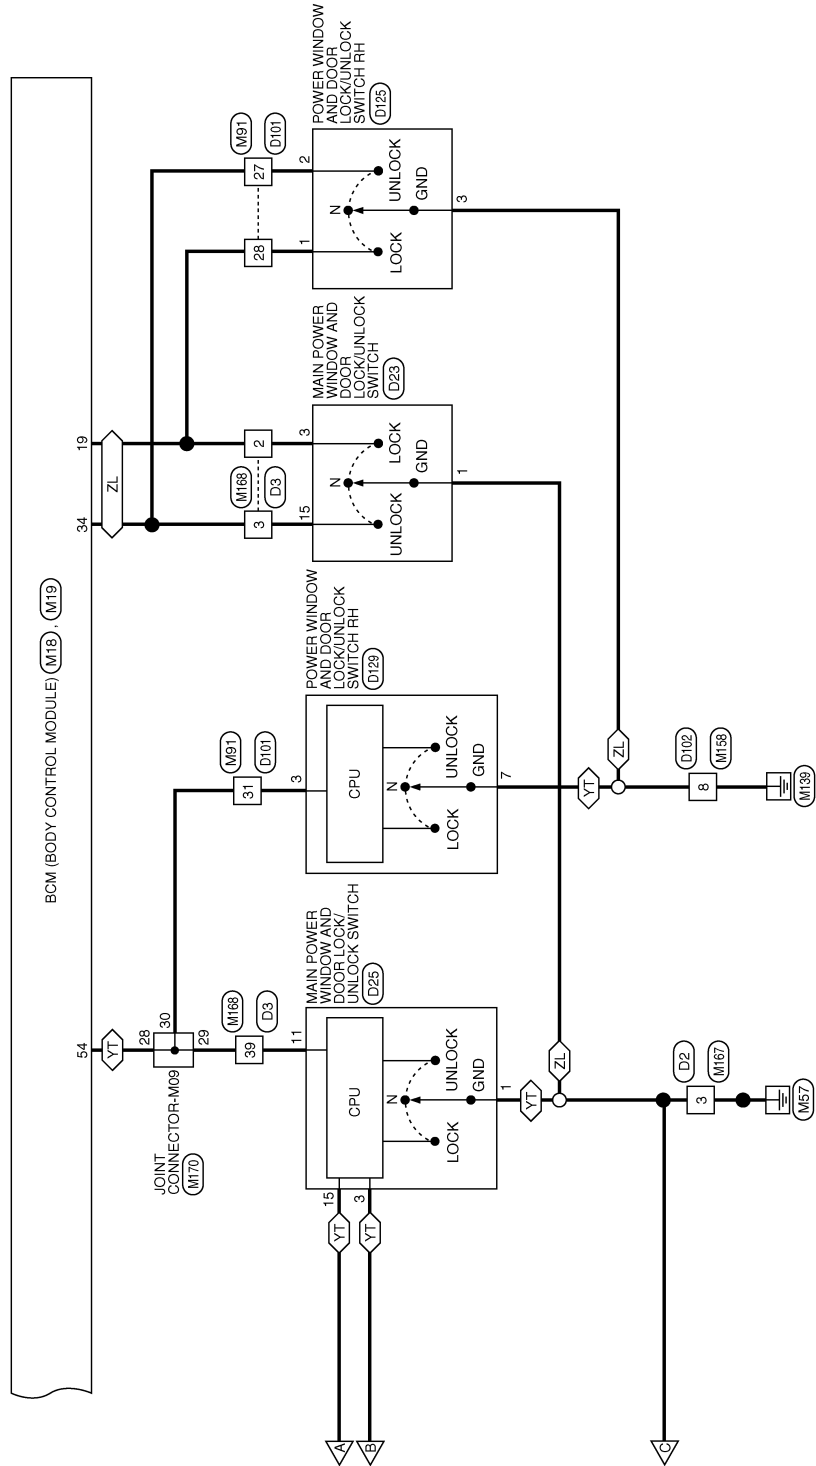 BCM (BODY CONTROL MODULE) M18 , M19
54
34
19
YT
ZL
28
30
29
JOINT
CONNECTOR-M09
M170
M168
D3
39
11
M91
D101
31
3
M168
D3
3
2
15
3
M91
D101
28
27
1
2
MAIN POWER
WINDOW AND
DOOR LOCK/
UNLOCK SWITCH
D25
CPU
N
LOCK
UNLOCK
GND
15
3
1
YT
YT
YT
POWER WINDOW
AND DOOR
LOCK/UNLOCK
SWITCH RH
D129
CPU
N
LOCK
UNLOCK
GND
7
YT
MAIN POWER
WINDOW AND
DOOR
LOCK/UNLOCK
SWITCH
D23
N
UNLOCK
LOCK
GND
1
POWER WINDOW
AND DOOR
LOCK/UNLOCK
SWITCH RH
D125
N
LOCK
UNLOCK
GND
3
ZL
ZL
D2
M167
3
M57
D102
M158
8
M139
A
B
C